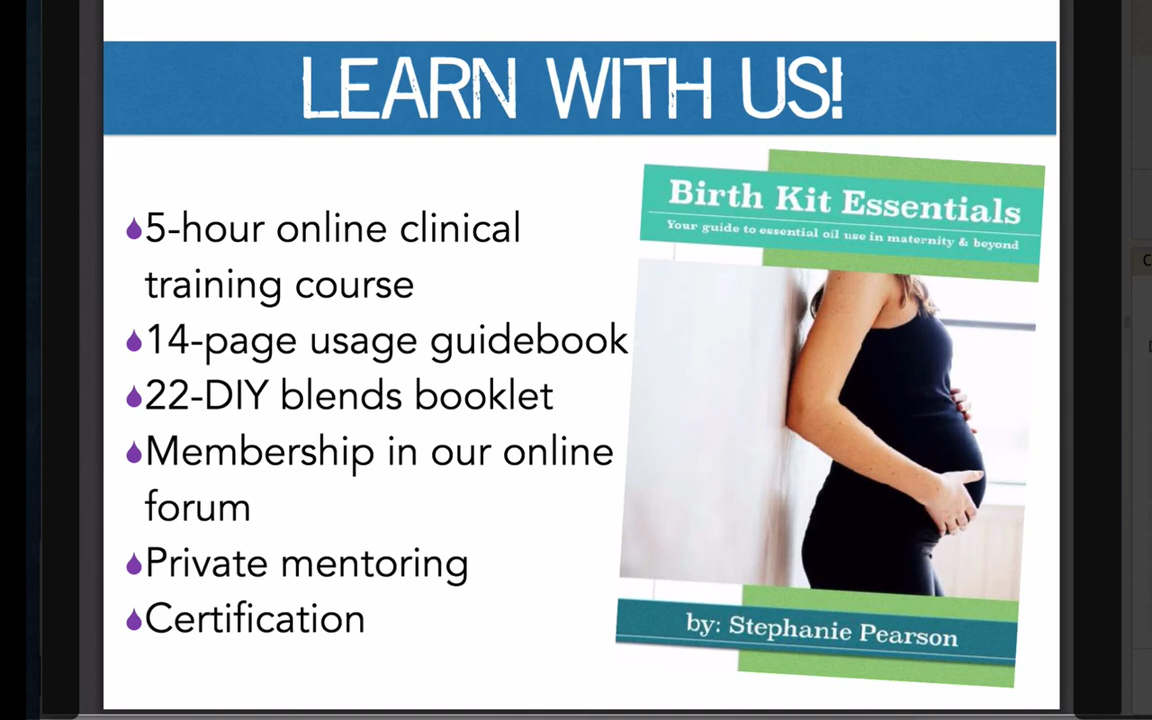 LEARN WITH US!
5-hour online clinical
training course
14-page usage guidebook
22-DIY blends booklet
Membership in our online
forum
Private mentoring
Certification
Birth Kit Essentials
Your guide to essential oil use in maternity & beyond
by: Stephanie Pearson